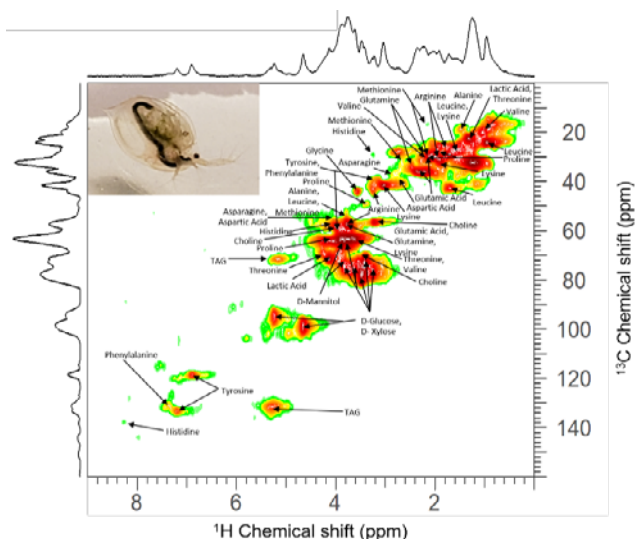 Methionine
Glutamine
Valine
Methionine
Histidine
Arginine
Leucine,
Lysine
Alanine
Lactic Acid,
Threonine
Valine
Glycine
Tyrosine,
Phenylalanine
Proline
Alanine,
Leucine,
Methionine
Asparagine
Leucine
Proline
Lysine
Leucine
Glutamic Acid
Aspartic Acid
Arginine
Lysine
Choline
Asparagine,
Aspartic Acid
Histidine
Choline
Proline
TAG
Threonine
Lactic Acid
D-Mannitol
Glutamic Acid,
Glutamine,
Lysine
Threonine,
Valine
Choline
D-Glucose,
D- Xylose
Phenylalanine
Tyrosine
TAG
Histidine
20
40
60
80
100
120
140
¹³C Chemical shift (ppm)
8
6
4
2
¹H Chemical shift (ppm)